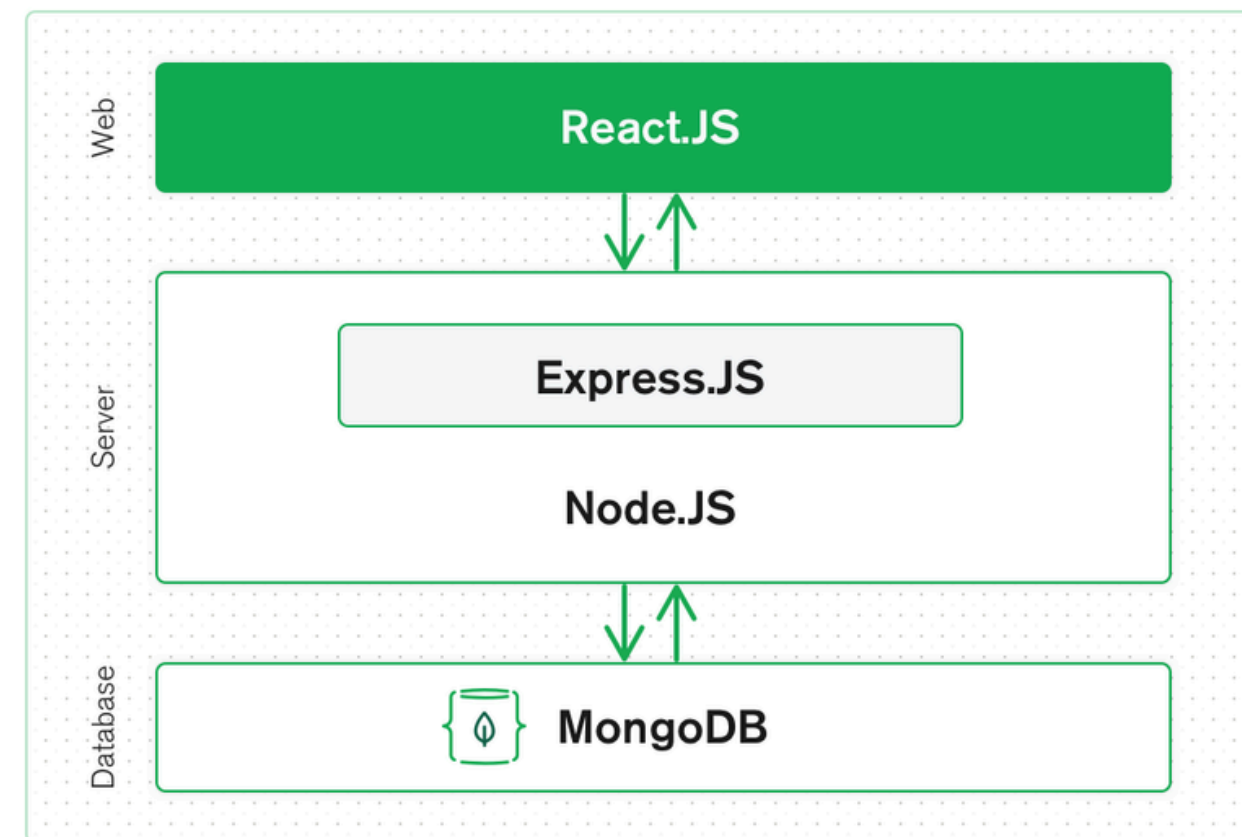 Web
React.JS
Server
Express.JS
Node.JS
Database
MongoDB